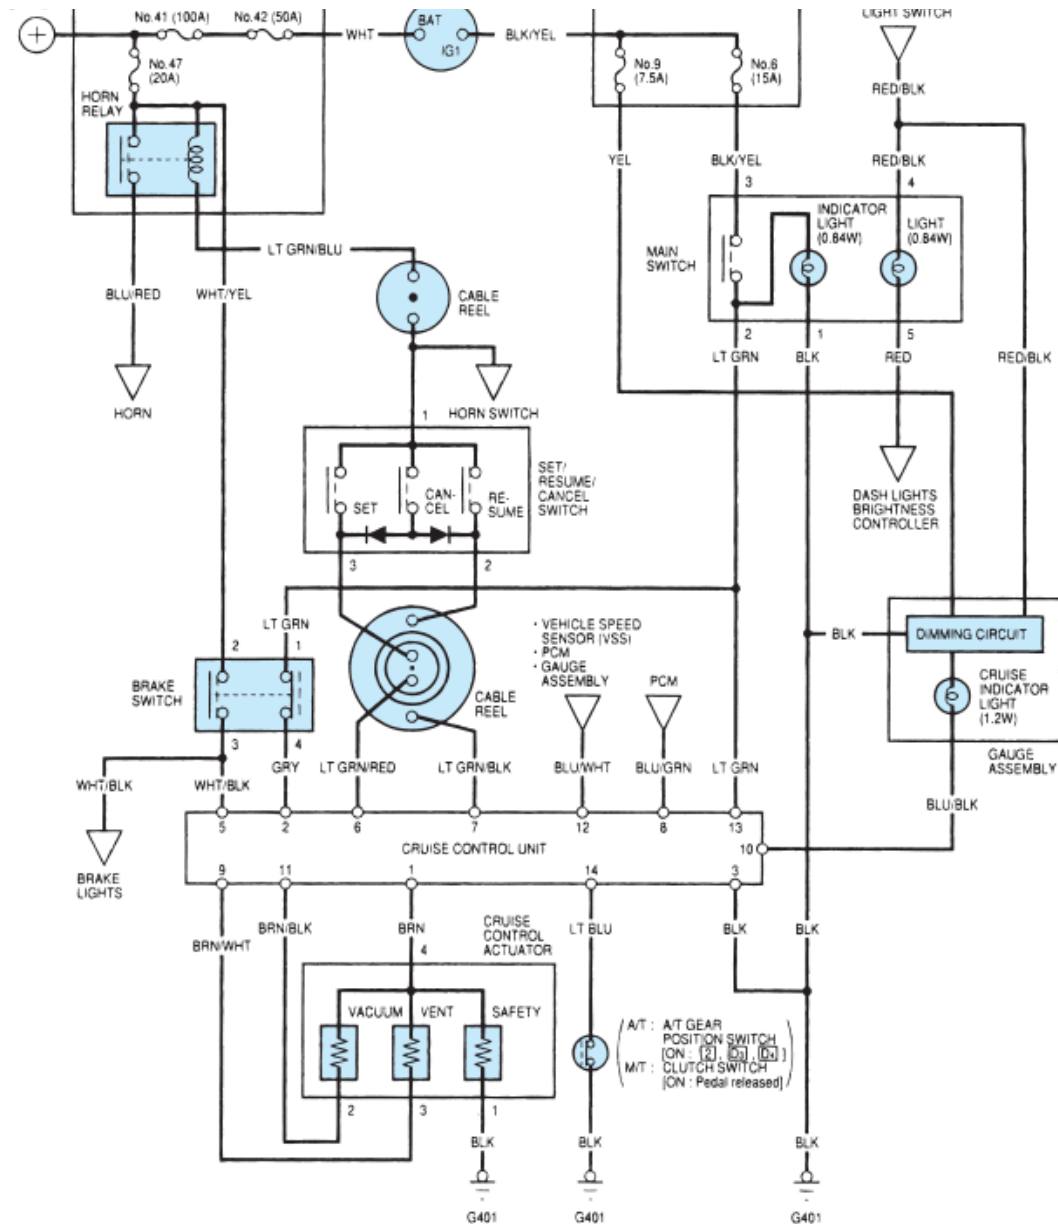 No.41 (100A)
No.42 (50A)
WHT
BAT
IG1
BLK/YEL
No.47
(20A)
No.9
(7.5A)
No.6
(15A)
LIGHT SWITCH
RED/BLK
HORN
RELAY
YEL
BLK/YEL
RED/BLK
3
4
INDICATOR
LIGHT
(0.84W)
LIGHT
(0.84W)
MAIN
SWITCH
LT GRN/BLU
BLU/RED
WHT/YEL
CABLE
REEL
2
1
5
LT GRN
BLK
RED
RED/BLK
HORN
1
HORN SWITCH
SET
CAN-
CEL
RE-
SUME
SET/
RESUME/
CANCEL
SWITCH
DASH LIGHTS
BRIGHTNESS
CONTROLLER
3
2
LT GRN
2
1
BRAKE
SWITCH
3
4
CABLE
REEL
· VEHICLE SPEED
SENSOR (VSS)
· PCM
· GAUGE
ASSEMBLY
PCM
BLK
DIMMING CIRCUIT
CRUISE
INDICATOR
LIGHT
(1.2W)
GAUGE
ASSEMBLY
WHT/BLK
WHT/BLK
GRY
LT GRN/RED
LT GRN/BLK
BLU/WHT
BLU/GRN
LT GRN
BLU/BLK
5
2
6
7
12
8
13
CRUISE CONTROL UNIT
10
9
11
1
14
3
BRAKE
LIGHTS
BRN/WHT
BRN/BLK
BRN
4
CRUISE
CONTROL
ACTUATOR
LT BLU
BLK
BLK
VACUUM
VENT
SAFETY
A/T : A/T GEAR
POSITION SWITCH
[ON : 2 , D3 , D4 ]
M/T : CLUTCH SWITCH
[ON : Pedal released]
2
3
1
BLK
BLK
BLK
G401
G401
G401